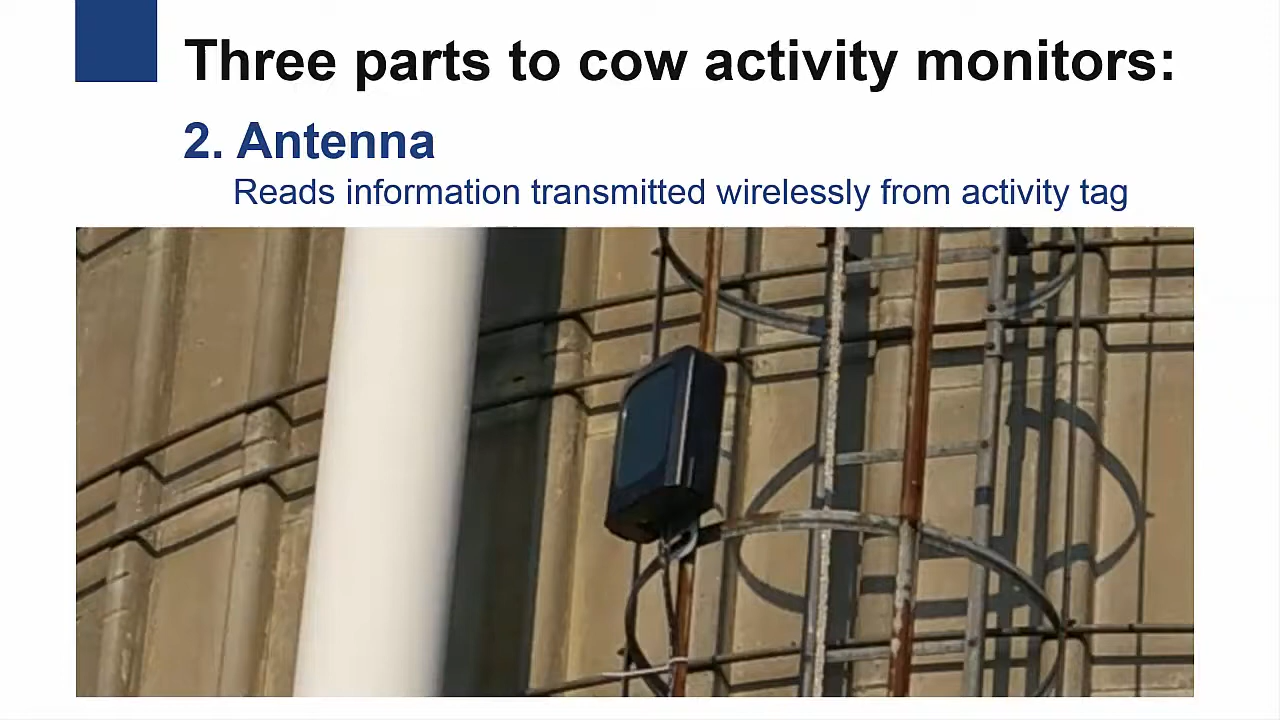 Three parts to cow activity monitors:
2. Antenna
Reads information transmitted wirelessly from activity tag